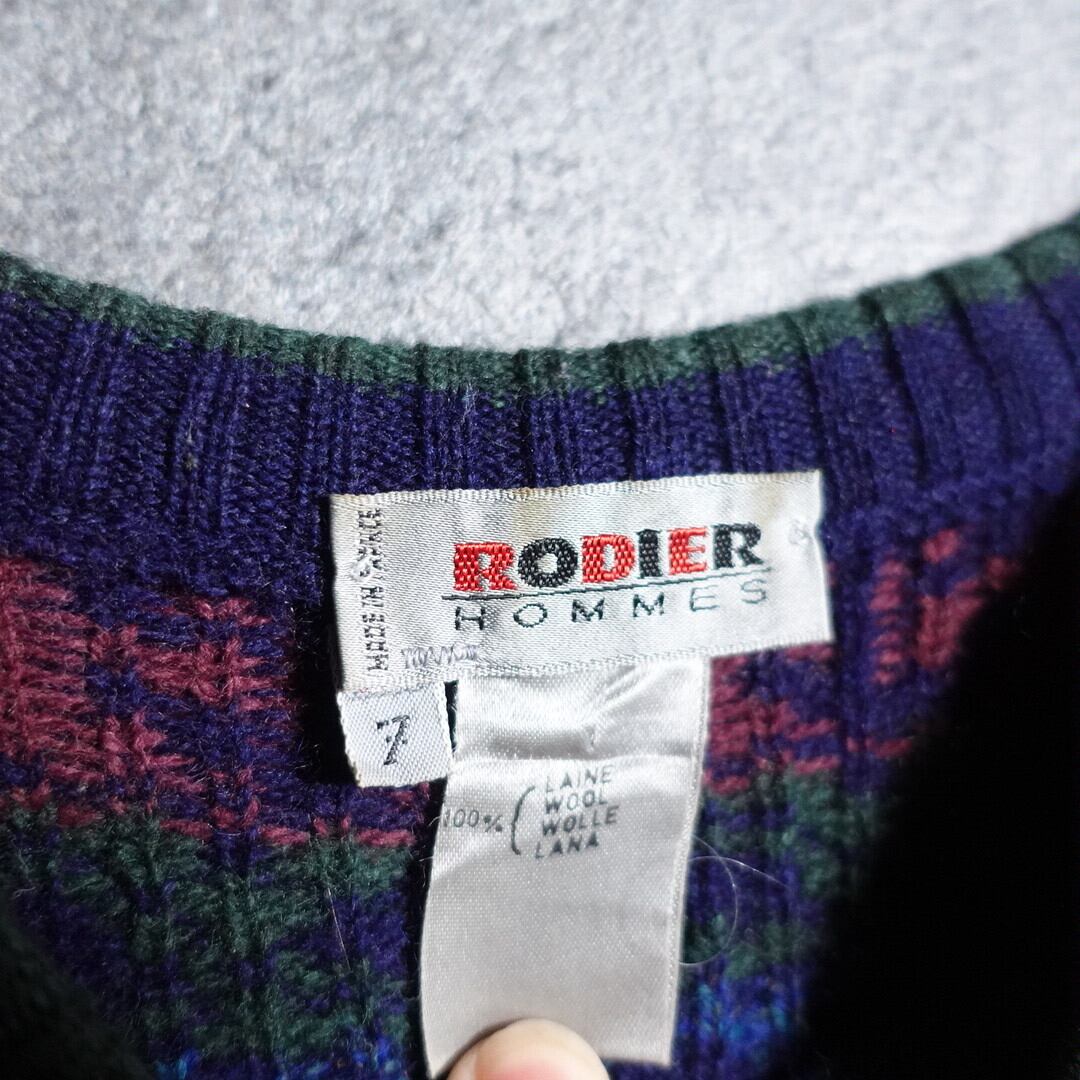 RODIER
HOMMES
MADE IN FRANCE
7
100%
LAINE
WOOL
WOLLE
LANA